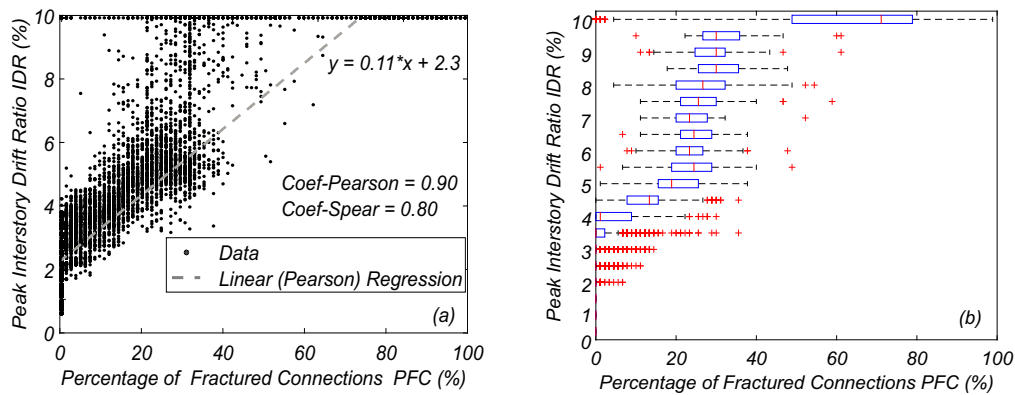 Peak Interstory Drift Ratio IDR (%)
10
8
6
4
2
0
0
20
40
60
80
100
(a)
y = 0.11*x + 2.3
Coef-Pearson = 0.90
Coef-Spear = 0.80
Data
Linear (Pearson) Regression
(a)
Percentage of Fractured Connections PFC (%)
Peak Interstory Drift Ratio IDR (%)
(b)
10
9
8
7
6
5
4
3
2
1
0
20
40
60
80
100
(b)
Percentage of Fractured Connections PFC (%)